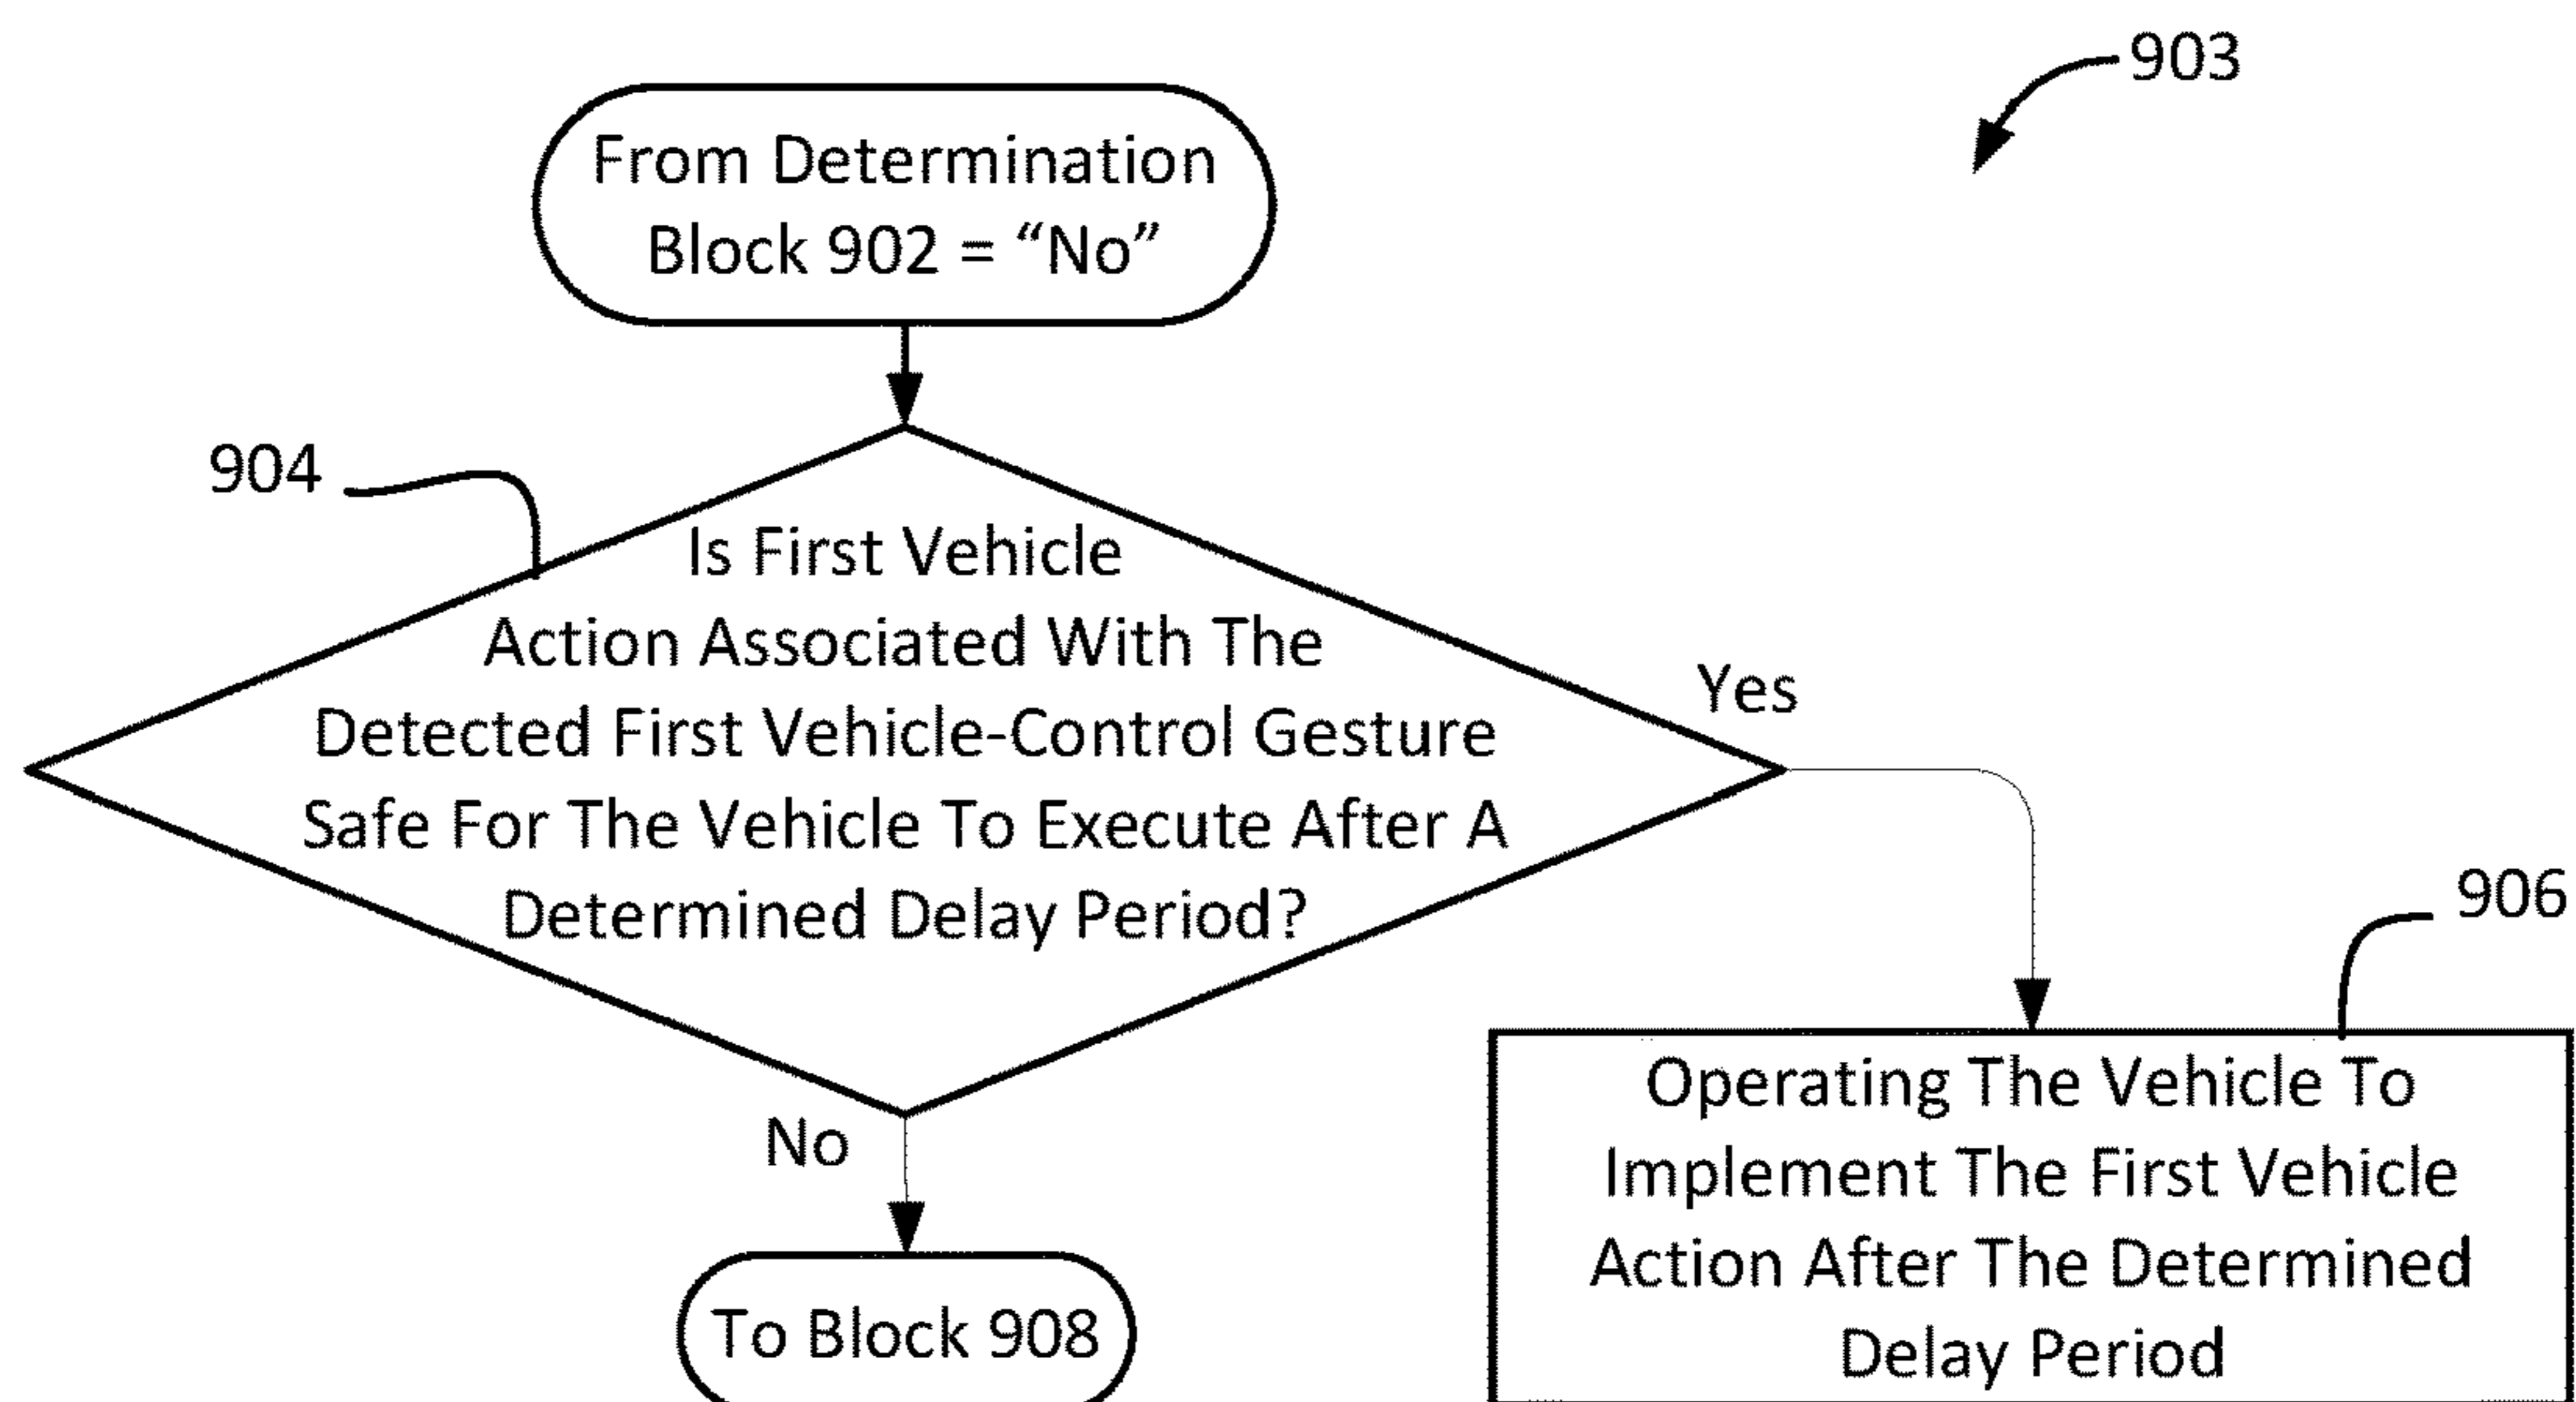 903
From Determination
Block 902 = “No”
904
Is First Vehicle
Action Associated With The
Detected First Vehicle-Control Gesture
Safe For The Vehicle To Execute After A
Determined Delay Period?
Yes
906
No
To Block 908
Operating The Vehicle To
Implement The First Vehicle
Action After The Determined
Delay Period